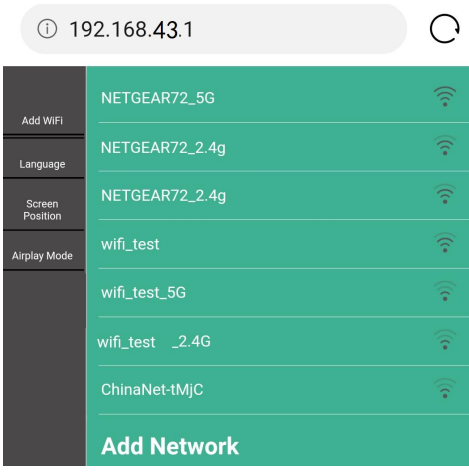 192.168.43.1
Add WiFi
Language
Screen
Position
Airplay Mode
NETGEAR72_5G
NETGEAR72_2.4g
NETGEAR72_2.4g
wifi_test
wifi_test_5G
wifi_test _2.4G
ChinaNet-tMjC
Add Network